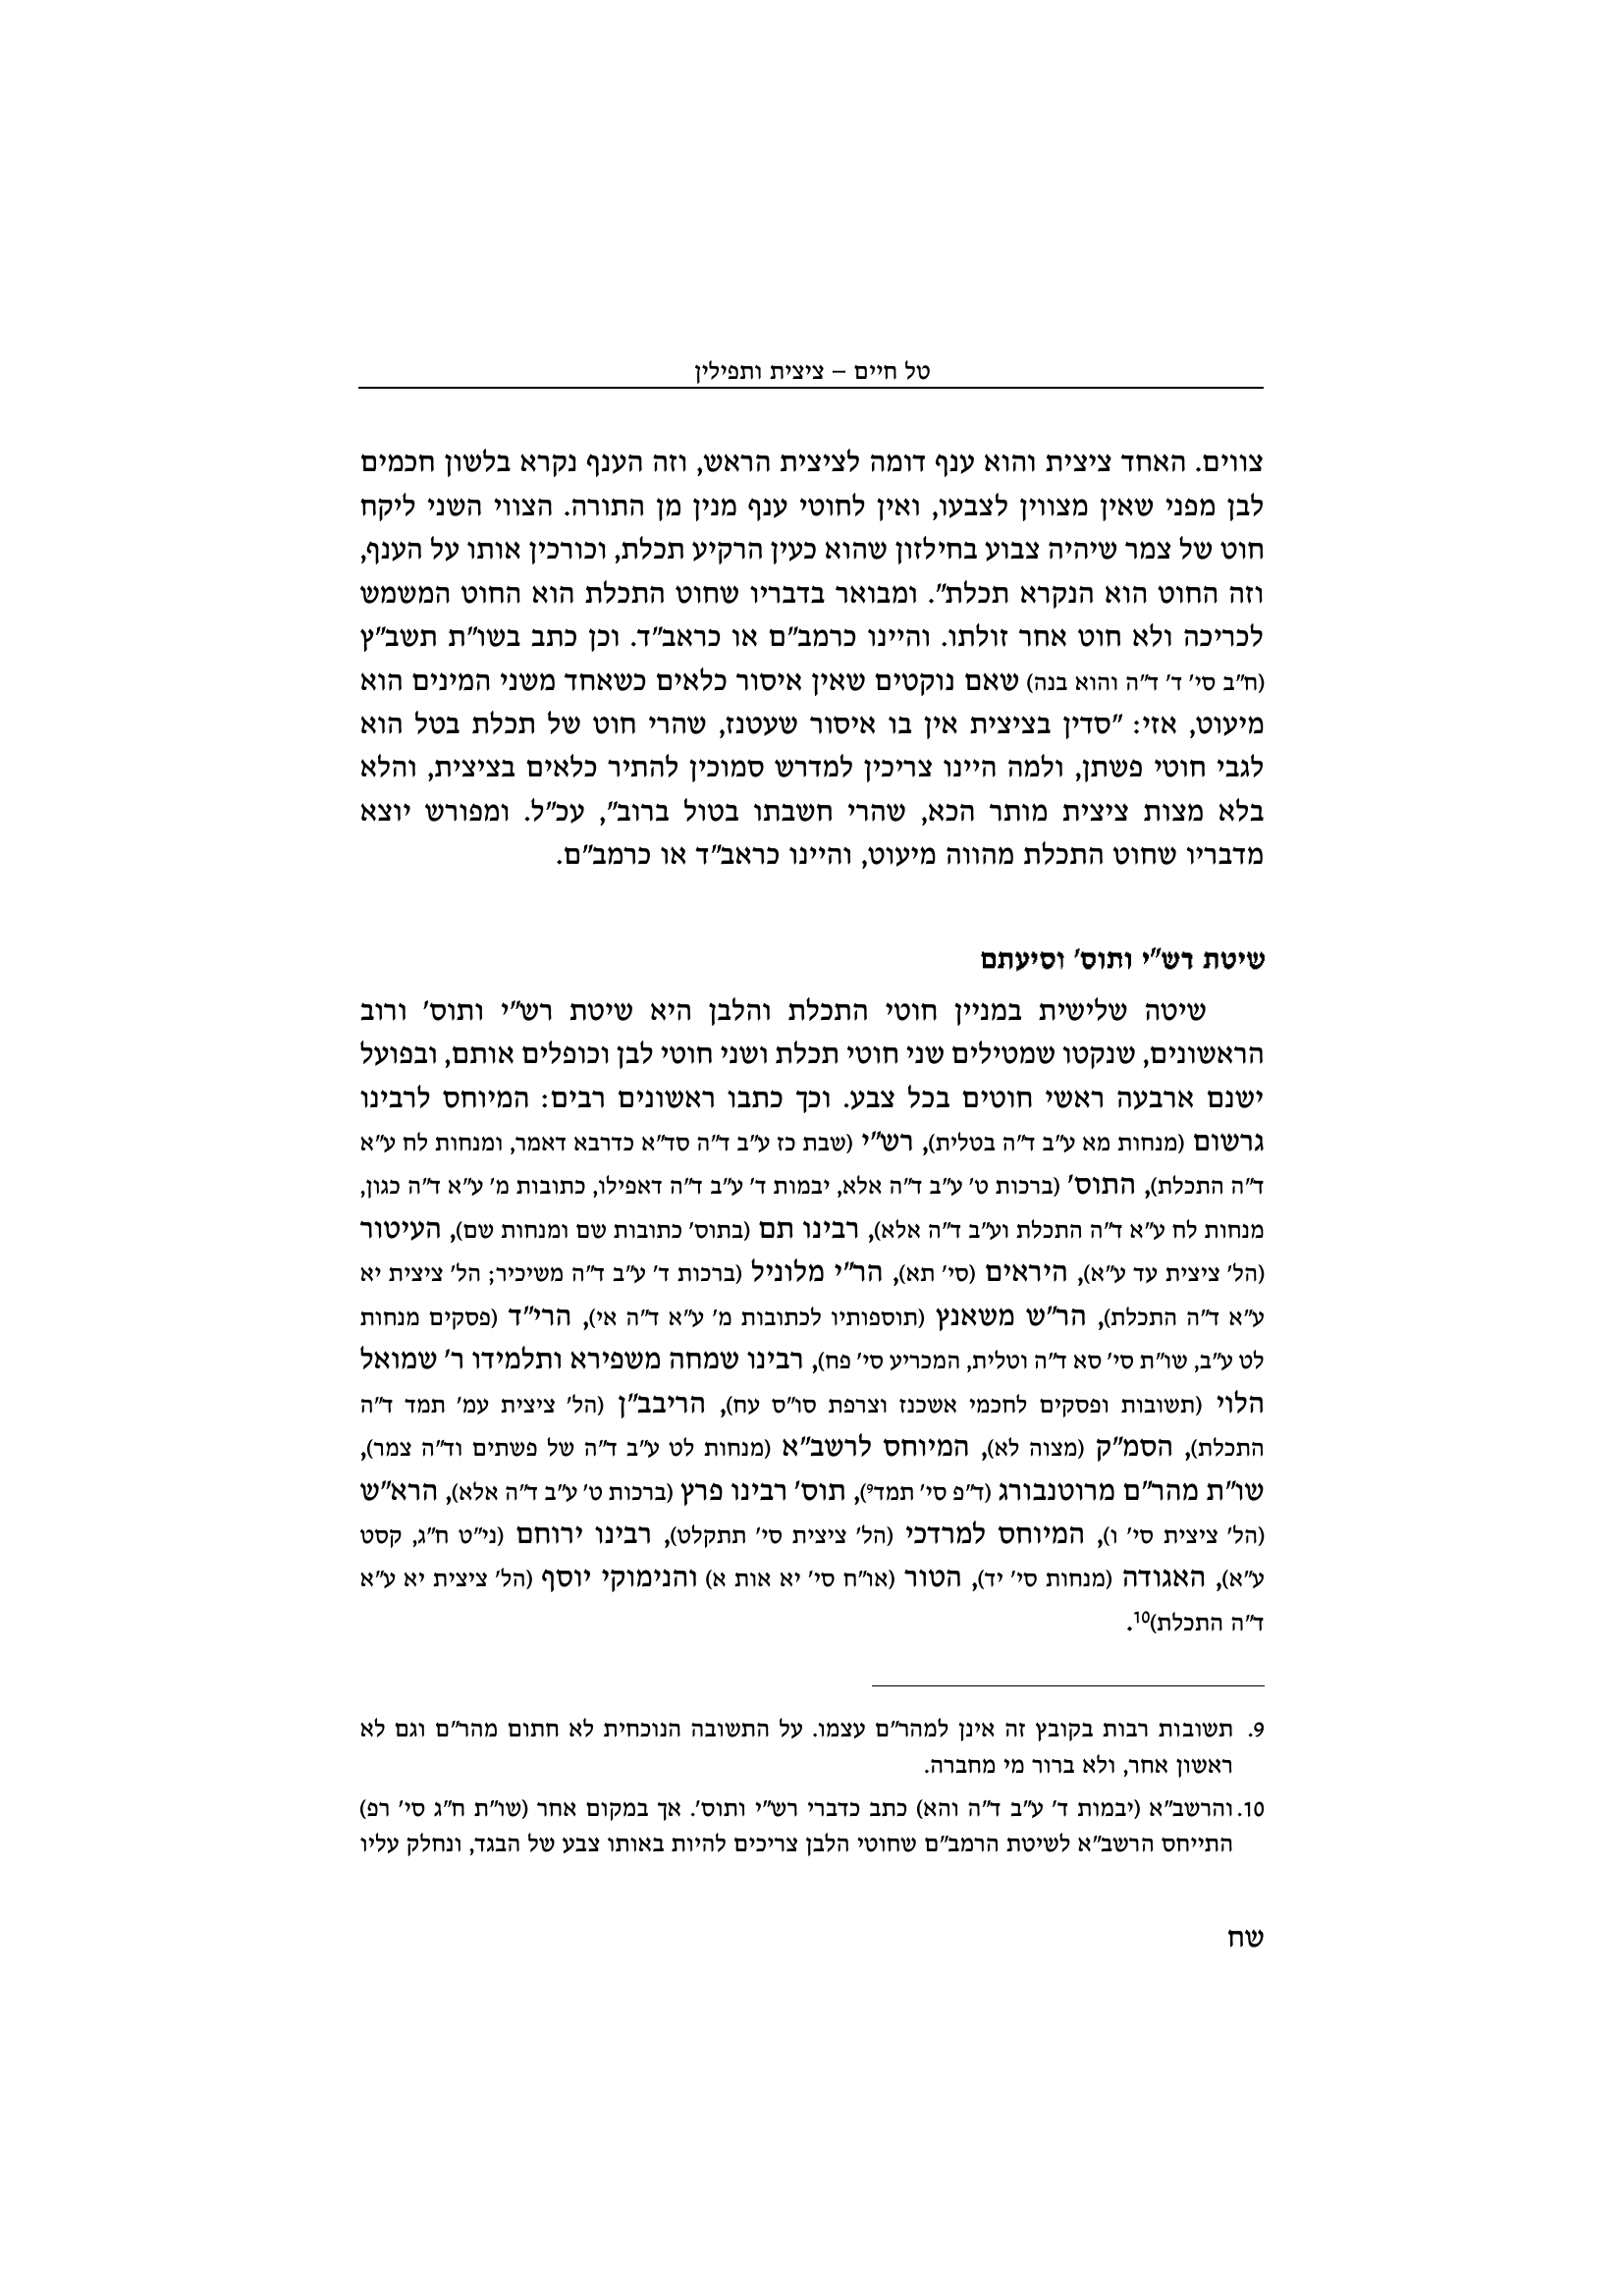 טל חיים – ציצית ותפילין
צווים. האחד ציצית והוא ענף דומה לציצית הראש, וזה הענף נקרא בלשון חכמים
לבן מפני שאין מצווין לצבעו, ואין לחוטי ענף מנין מן התורה. הצווי השני ליקח
חוט של צמר שיהיה צבוע בחילזון שהוא כעין הרקיע תכלת, וכורכין אותו על הענף,
וזה החוט הוא הנקרא תכלת". ומבואר בדבריו שחוט התכלת הוא החוט המשמש
לכריכה ולא חוט אחר זולתו. והיינו כרמב"ם או כראב"ד. וכן כתב בשו"ת תשב"ץ
(ח"ב סי' ד' ד"ה והוא בנה) שאם נוקטים שאין איסור כלאים כשאחד משני המינים הוא
מיעוט, אזי: "סדין בציצית אין בו איסור שעטנז, שהרי חוט של תכלת בטל הוא
לגבי חוטי פשתן, ולמה היינו צריכין למדרש סמוכין להתיר כלאים בציצית, והלא
בלא מצות ציצית מותר הכא, שהרי חשבתו בטול ברוב", עכ"ל. ומפורש יוצא
מדבריו שחוט התכלת מהווה מיעוט, והיינו כראב"ד או כרמב"ם.
שיטת רש"י ותוס' וסיעתם
שיטה שלישית במניין חוטי התכלת והלבן היא שיטת רש"י ותוס' ורוב
הראשונים, שנקטו שמטילים שני חוטי תכלת ושני חוטי לבן וכופלים אותם, ובפועל
ישנם ארבעה ראשי חוטים בכל צבע. וכך כתבו ראשונים רבים: המיוחס לרבינו
גרשום (מנחות מא ע"ב ד"ה בטלית), רש"י (שבת כז ע"ב ד"ה סד"א כדרבא דאמר, ומנחות לח ע"א
ד"ה התכלת), התוס' (ברכות ט' ע"ב ד"ה אלא, יבמות ד' ע"ב ד"ה דאפילו, כתובות מ' ע"א ד"ה כגון,
מנחות לח ע"א ד"ה התכלת וע"ב ד"ה אלא), רבינו תם (בתוס' כתובות שם ומנחות שם), העיטור
(הל' ציצית עד ע"א), היראים (סי' תא), הר"י מלוניל (ברכות ד' ע"ב ד"ה משיכיר; הל' ציצית יא
ע"א ד"ה התכלת), הר"ש משאנץ (תוספותיו לכתובות מ' ע"א ד"ה אי), הרי"ד (פסקים מנחות
לט ע"ב, שו"ת סי' סא ד"ה וטלית, המכריע סי' פח), רבינו שמחה משפירא ותלמידו ר' שמואל
הלוי (תשובות ופסקים לחכמי אשכנז וצרפת סו"ס עח), הריבב"ן (הל' ציצית עמ' תמד ד"ה
התכלת), הסמ"ק (מצוה לא), המיוחס לרשב"א (מנחות לט ע"ב ד"ה של פשתים וד"ה צמר),
שו"ת מהר"ם מרוטנבורג (ד"פ סי' תמד9), תוס' רבינו פרץ (ברכות ט' ע"ב ד"ה אלא), הרא"ש
(הל' ציצית סי' ו), המיוחס למרדכי (הל' ציצית סי' תתקלט), רבינו ירוחם (ני"ט ח"ג, קסט
ע"א), האגודה (מנחות סי' יד), הטור (או"ח סי' יא אות א) והנימוקי יוסף (הל' ציצית יא ע"א
ד"ה התכלת)10.
9. תשובות רבות בקובץ זה אינן למהר"ם עצמו. על התשובה הנוכחית לא חתום מהר"ם וגם לא
ראשון אחר, ולא ברור מי מחברה.
10. והרשב"א (יבמות ד' ע"ב ד"ה והא) כתב כדברי רש"י ותוס'. אך במקום אחר (שו"ת ח"ג סי' רפ)
התייחס הרשב"א לשיטת הרמב"ם שחוטי הלבן צריכים להיות באותו צבע של הבגד, ונחלק עליו
שח